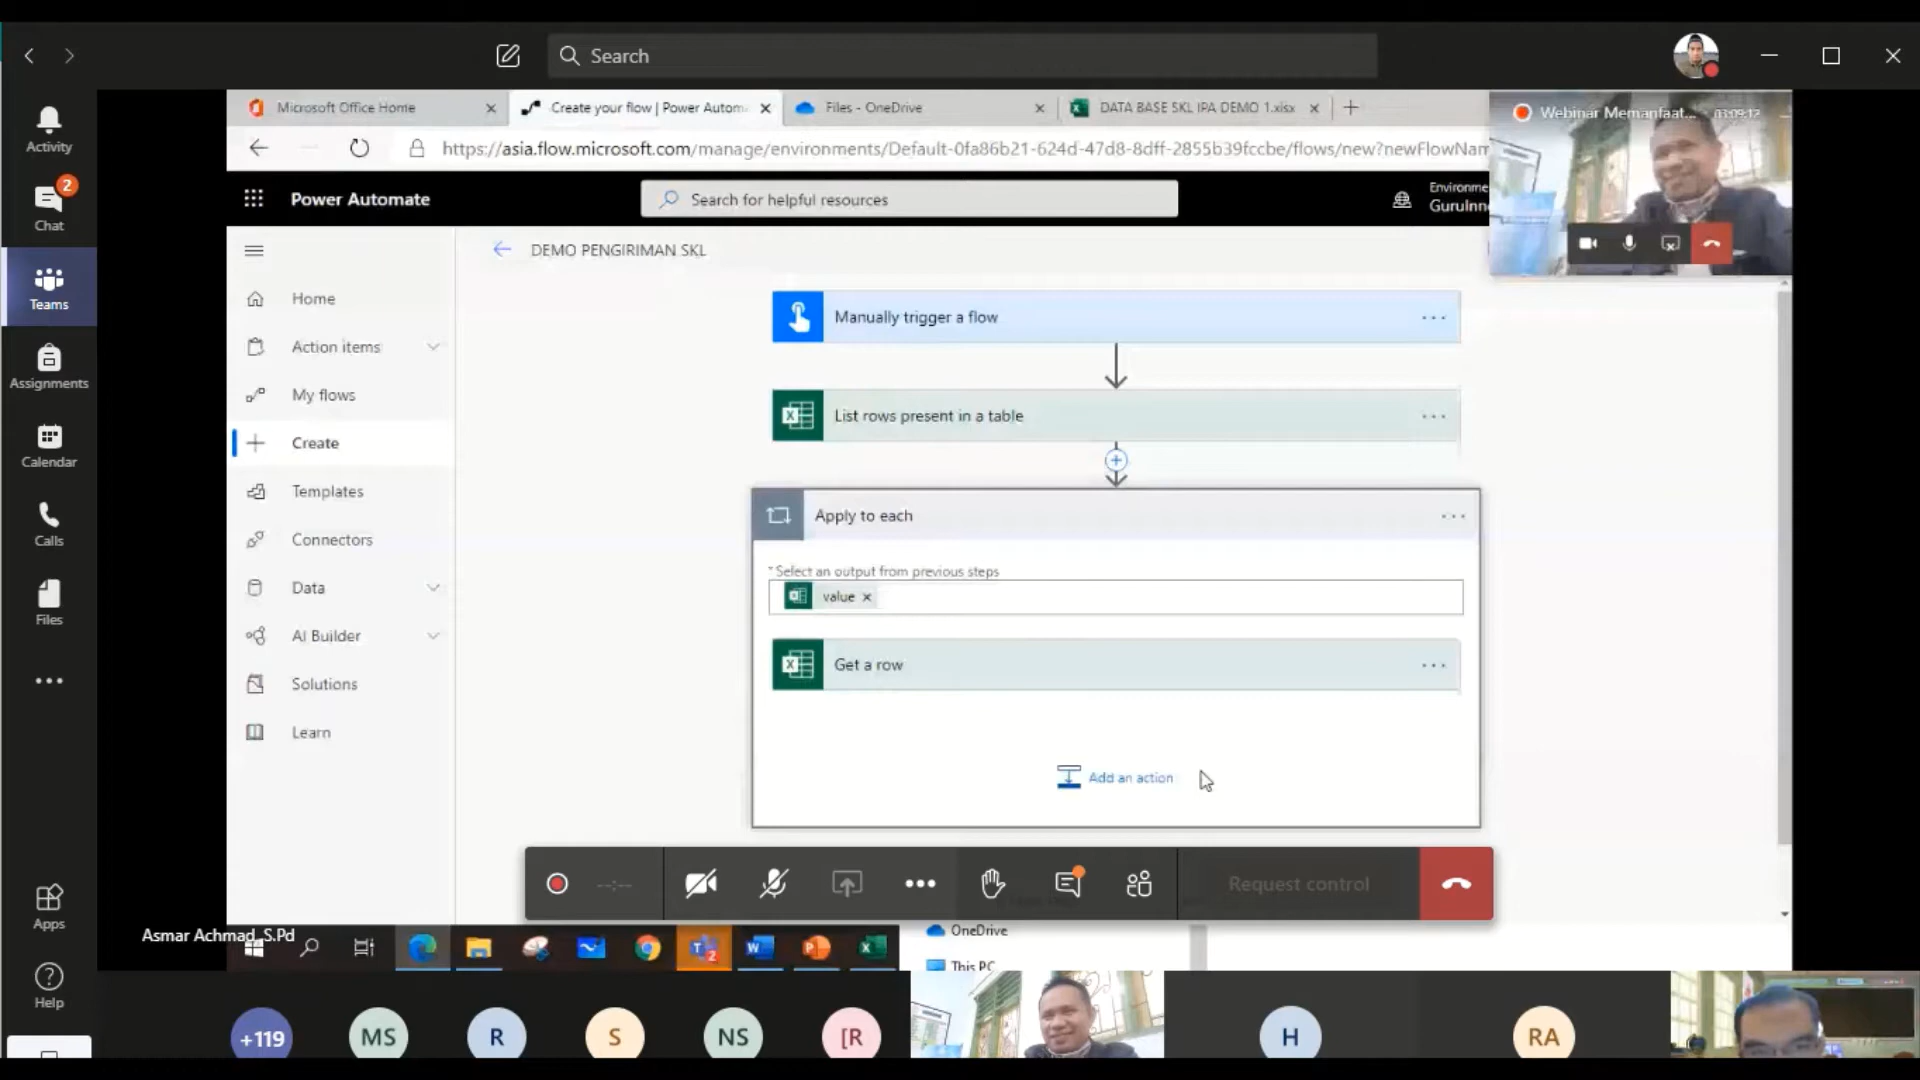 Search
Activity
2
Chat
Teams
Assignments
Calendar
Calls
Files
Apps
Help
Microsoft Office Home
Create your flow | Power Autom
Files - OneDrive
DATA BASE SKL IPA DEMO 1.xlsx
https://asia.flow.microsoft.com/manage/environments/Default-0fa86b21-624d-47d8-8dff-2855b39fccbe/flows/new?newFlowNam
Webinar Memanfaat... 03:09:12
Power Automate
Search for helpful resources
Environme
GuruInn
DEMO PENGIRIMAN SKL
Home
Action items
My flows
Create
Templates
Connectors
Data
AI Builder
Solutions
Learn
Manually trigger a flow
List rows present in a table
Apply to each
* Select an output from previous steps
value
Get a row
Add an action
--:--
Request control
Asmar Achmad, S.Pd
2
OneDrive
This PC
+119
MS
R
S
NS
[R
H
RA